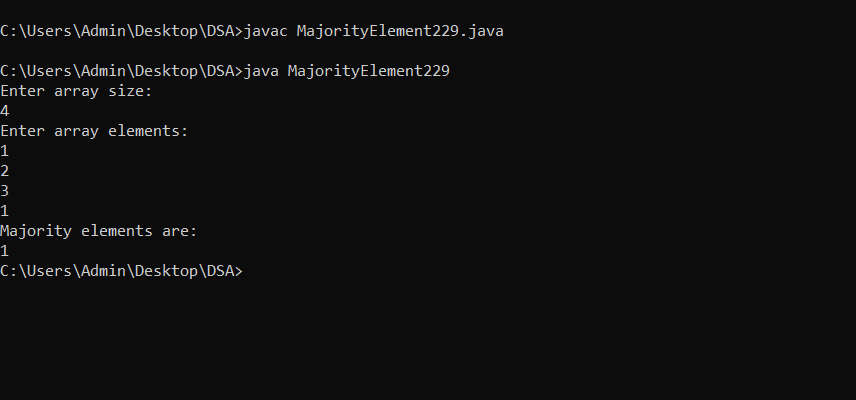 C:\Users\Admin\Desktop\DSA>javac MajorityElement229.java
C:\Users\Admin\Desktop\DSA>java MajorityElement229
Enter array size:
4
Enter array elements:
1
2
3
1
Majority elements are:
1
C:\Users\Admin\Desktop\DSA>